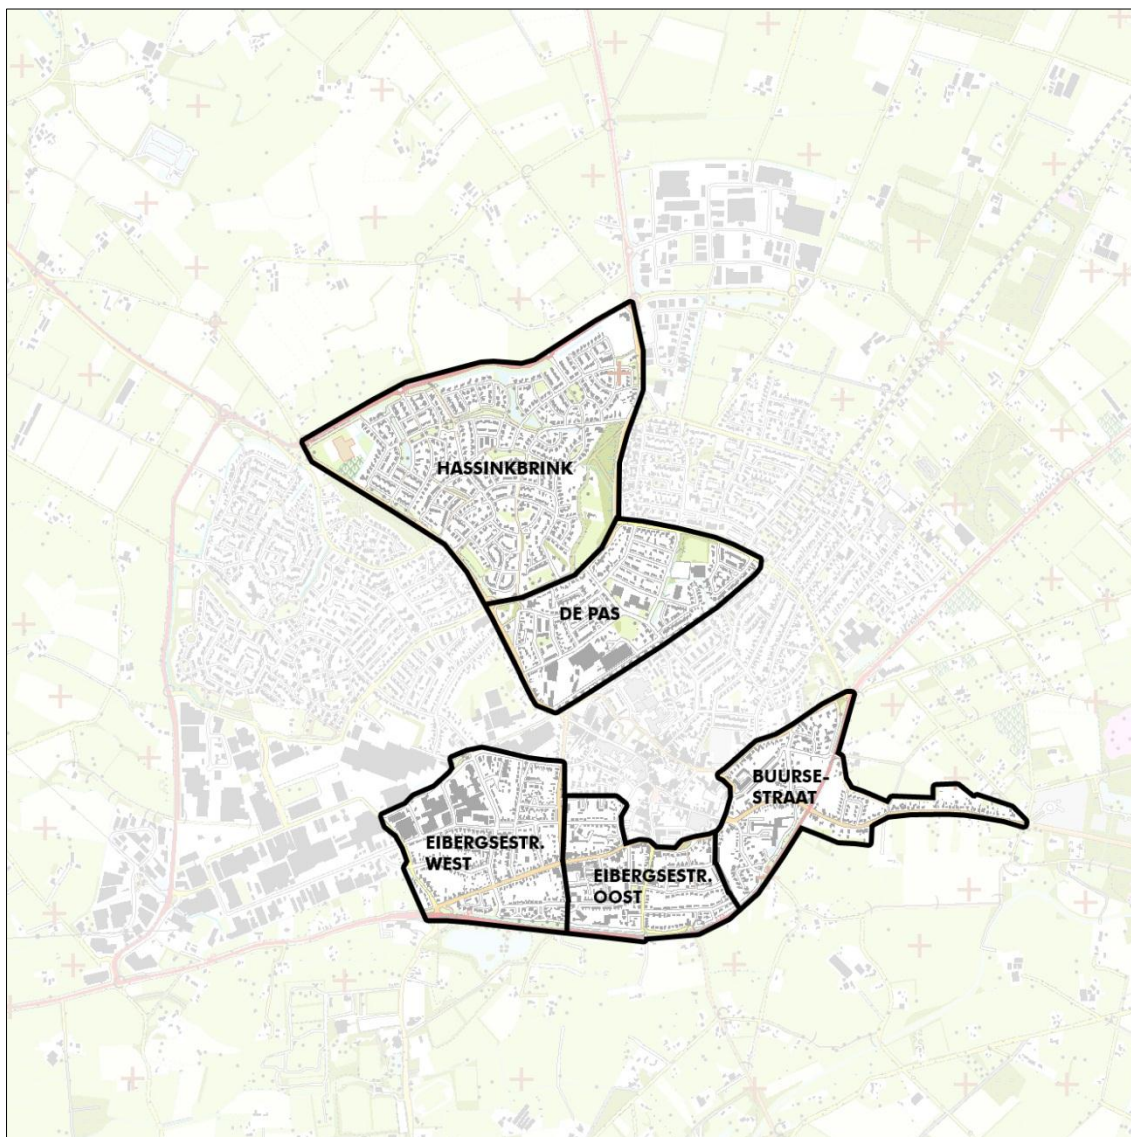 HASSINKBRINK
DE PAS
BUURSE-
STRAAT
EIBERGSESTR.
WEST
EIBERGSESTR.
OOST